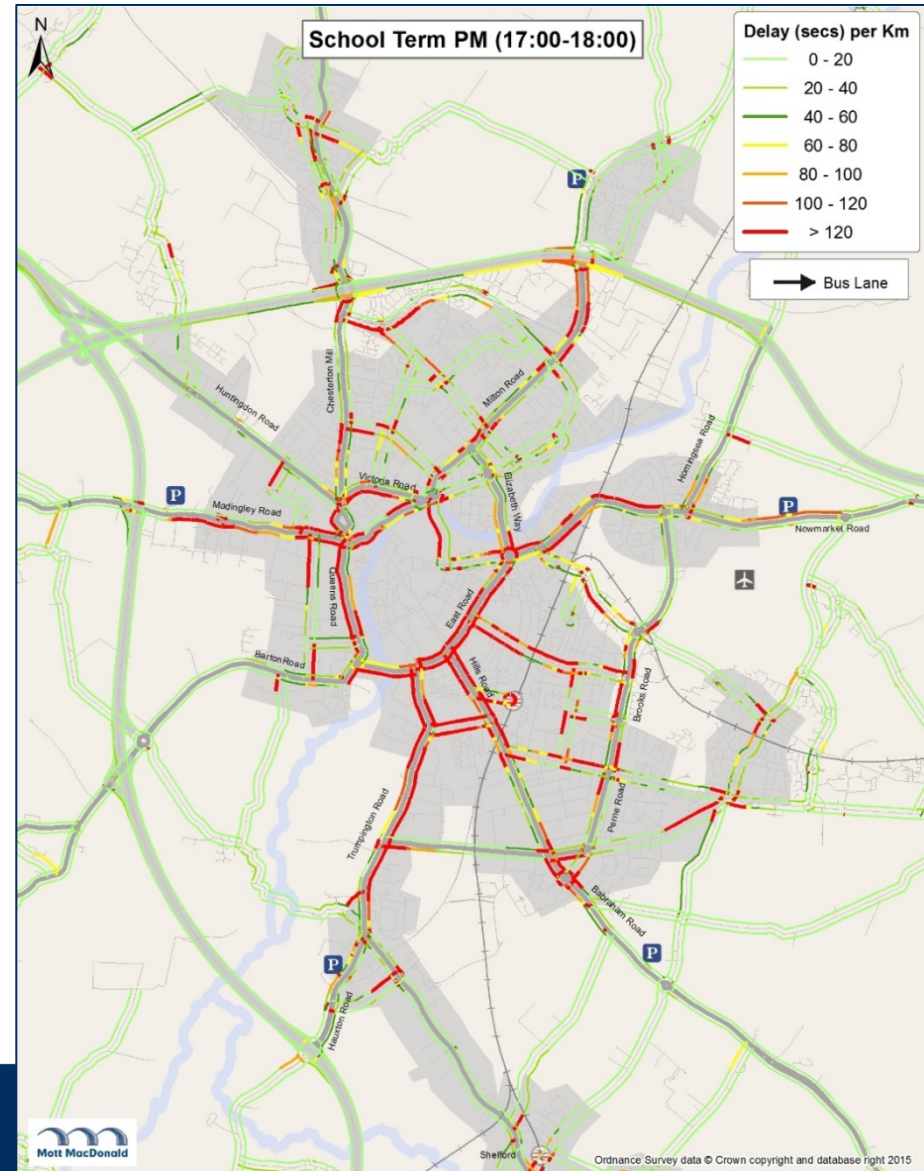 N
School Term PM (17:00-18:00)
Delay (secs) per Km
0 - 20
20 - 40
40 - 60
60 - 80
80 - 100
100 - 120
> 120
Bus Lane
P
Huntingdon Road
Chesterton Mill
Milton Road
Victoria Road
Elizabeth Way
Horningsea Road
P
Madingley Road
P
Newmarket Road
Queens Road
East Road
Barton Road
Hills Road
Brooks Road
Trumpington Road
Perne Road
Babraham Road
P
P
Hauxton Road
Shelford
Mott MacDonald
Ordnance Survey data © Crown copyright and database right 2015